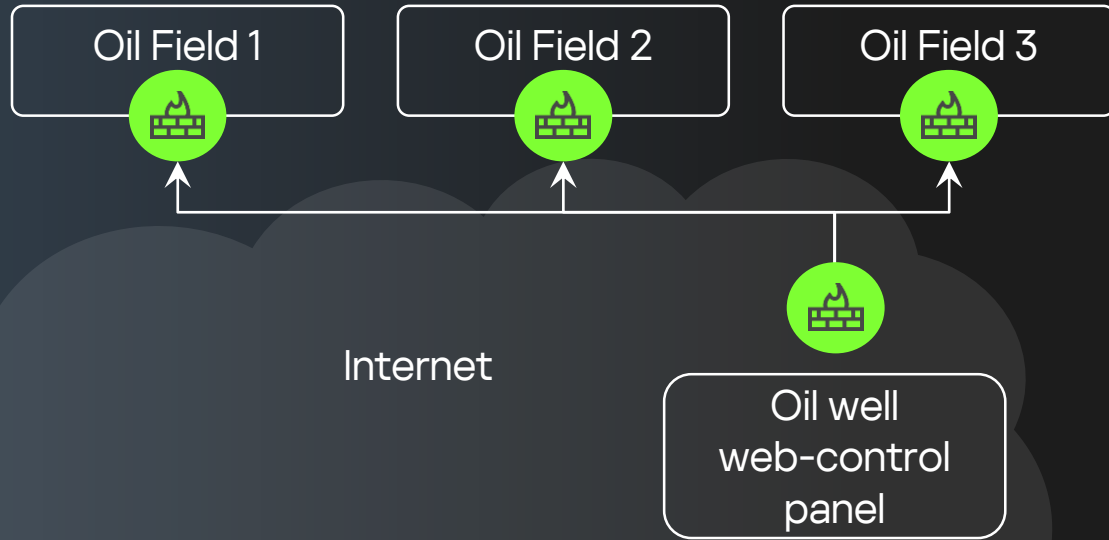 Oil Field 1
Oil Field 2
Oil Field 3
Internet
Oil well
web-control
panel